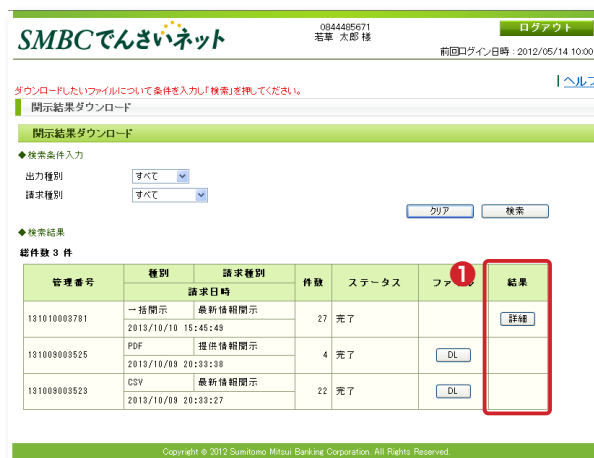 SMBCでんさいネット
0844485671
若草 太郎 様
ログアウト
前回ログイン日時：2012/05/14 10:00
ダウンロードしたいファイルについて条件を入力し「検索」を押してください。
開示結果ダウンロード
開示結果ダウンロード
◆検索条件入力
出力種別 すべて
請求種別 すべて
クリア 検索
◆検索結果
総件数 3 件
管理番号 種別 請求種別 請求日時 件数 ステータス 結果
1
131010003781 一括開示 最新情報開示 27 完了 詳細
2013/10/10 15:45:49
131009003525 PDF 提供情報開示 4 完了 DL
2013/10/09 20:33:38
131009003523 CSV 最新情報開示 22 完了 DL
2013/10/09 20:33:27
Copyright © 2012 Sumitomo Mitsui Banking Corporation. All Rights Reserved.